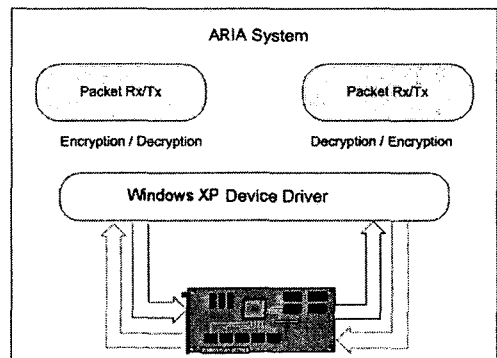 ARIA System
Packet Rx/Tx
Packet Rx/Tx
Encryption / Decryption
Decryption / Encryption
Windows XP Device Driver